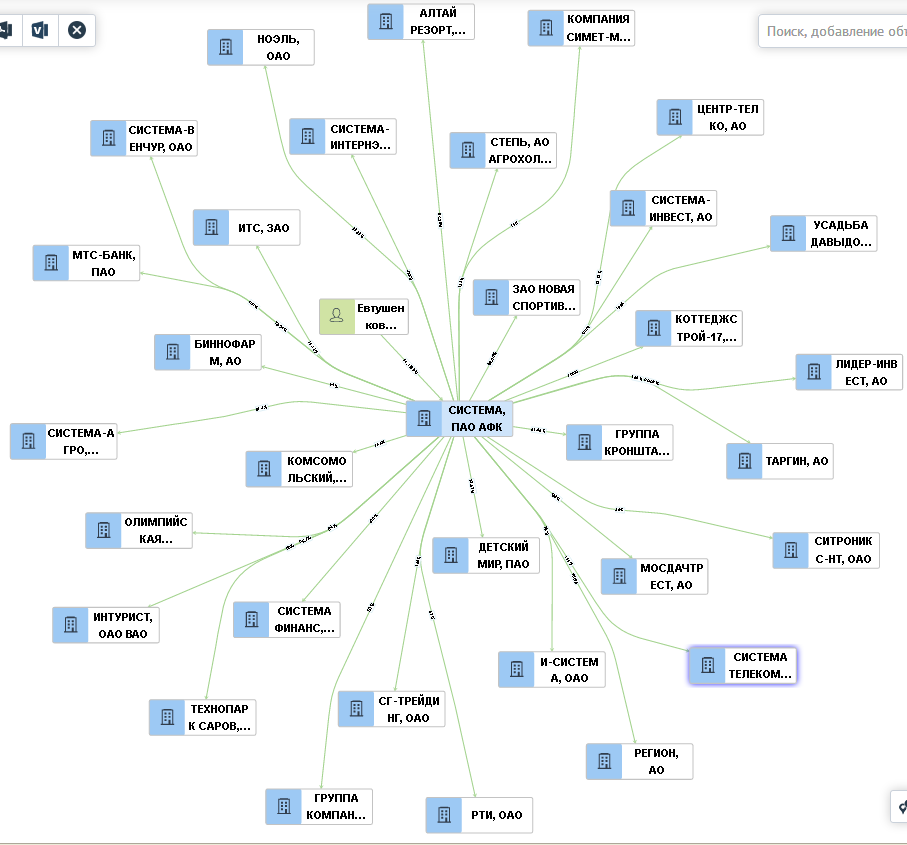 АЛТАЙ
РЕЗОРТ,...
КОМПАНИЯ
СИМЕТ-М...
Поиск, добавление объ
НОЭЛЬ,
ОАО
ЦЕНТР-ТЕЛ
КО, АО
СИСТЕМА-В
ЕНЧУР, ОАО
СИСТЕМА-
ИНТЕРНЭ...
СТЕПЬ, АО
АГРОХОЛ...
СИСТЕМА-
ИНВЕСТ, АО
ИТС, ЗАО
УСАДЬБА
ДАВЫДО...
МТС-БАНК,
ПАО
ЗАО НОВАЯ
СПОРТИВ...
Евтушен
ков...
КОТТЕДЖС
ТРОЙ-17,...
БИННОФАР
М, АО
ЛИДЕР-ИНВ
ЕСТ, АО
СИСТЕМА,
ПАО АФК
СИСТЕМА-А
ГРО,...
ГРУППА
КРОНШТА...
КОМСОМО
ЛЬСКИЙ,...
ТАРГИН, АО
ОЛИМПИЙС
КАЯ...
ДЕТСКИЙ
МИР, ПАО
СИТРОНИК
С-НТ, ОАО
МОСДАЧТР
ЕСТ, АО
ИНТУРИСТ,
ОАО ВАО
СИСТЕМА
ФИНАНС,...
И-СИСТЕМ
А, ОАО
СИСТЕМА
ТЕЛЕКОМ...
ТЕХНОПАР
К САРОВ,...
СГ-ТРЕЙДИ
НГ, ОАО
РЕГИОН,
АО
ГРУППА
КОМПАН...
РТИ, ОАО